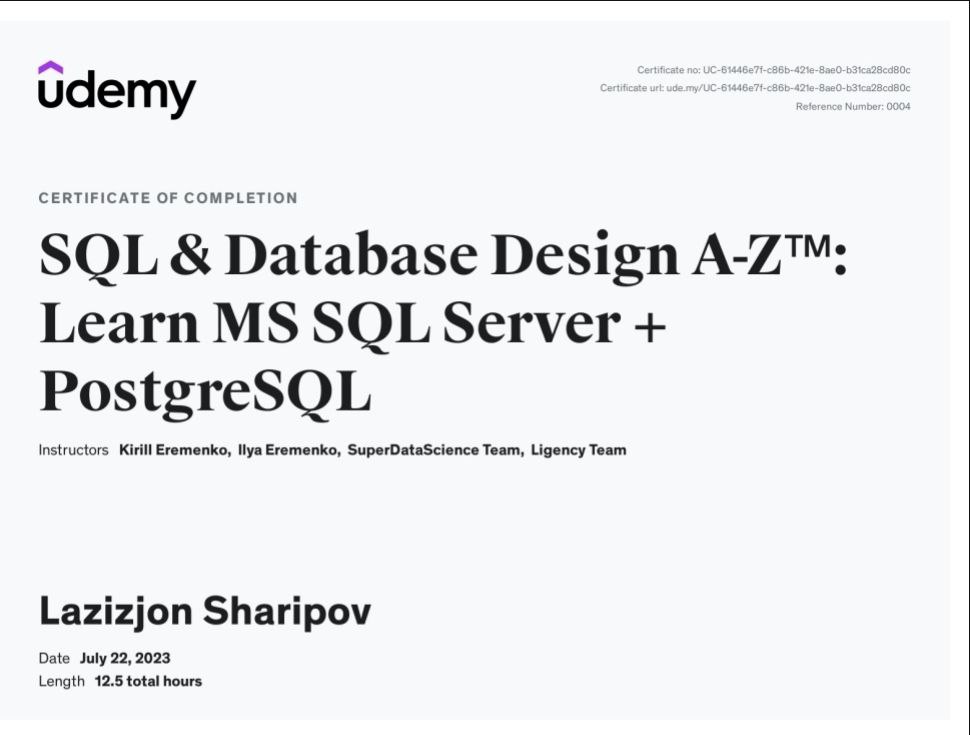 udemy
Certificate no: UC-61446e7f-c86b-421e-8ae0-b31ca28cd80c
Certificate url: ude.my/UC-61446e7f-c86b-421e-8ae0-b31ca28cd80c
Reference Number: 0004
CERTIFICATE OF COMPLETION
SQL & Database Design A-Z™:
Learn MS SQL Server +
PostgreSQL
Instructors Kirill Eremenko, Ilya Eremenko, SuperDataScience Team, Ligency Team
Lazizjon Sharipov
Date July 22, 2023
Length 12.5 total hours